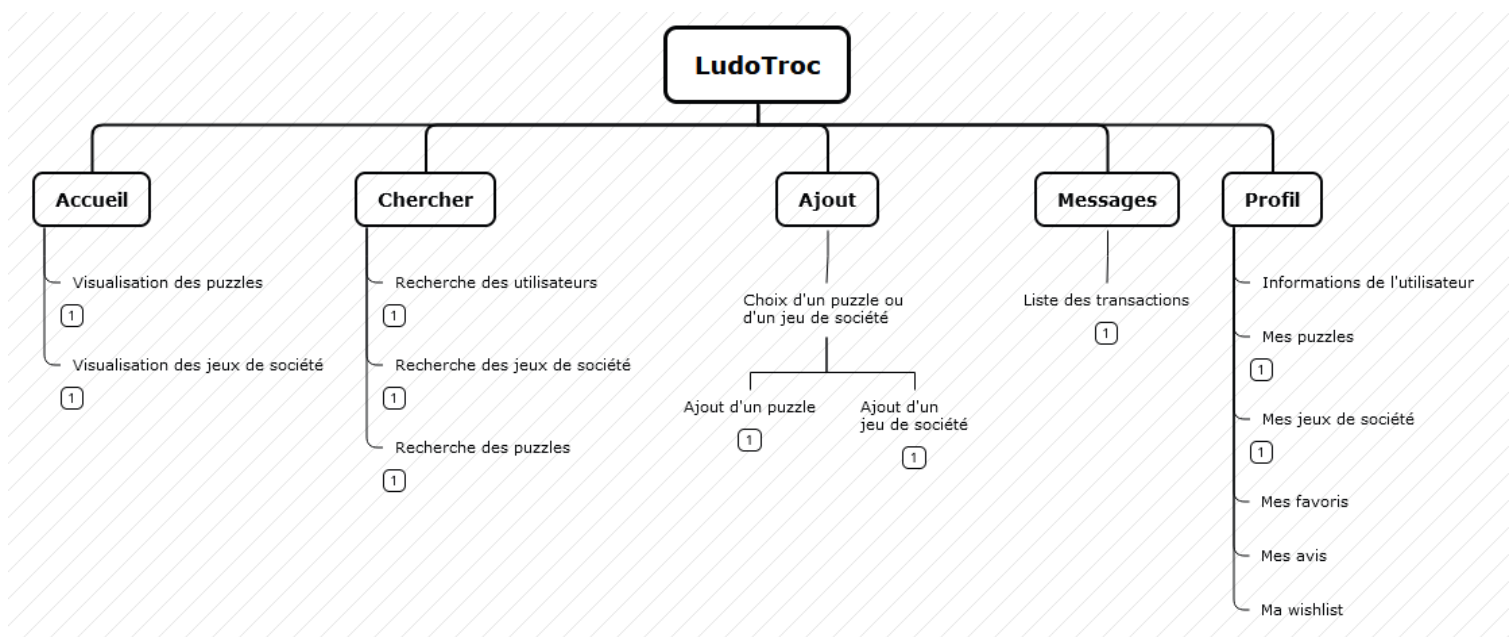 LudoTroc
Accueil
Chercher
Ajout
Messages
Profil
Visualisation des puzzles
1
Visualisation des jeux de société
1
Recherche des utilisateurs
1
Recherche des jeux de société
1
Recherche des puzzles
1
Choix d'un puzzle ou
d'un jeu de société
Ajout d'un puzzle
1
Ajout d'un
jeu de société
1
Liste des transactions
1
Informations de l'utilisateur
Mes puzzles
1
Mes jeux de société
1
Mes favoris
Mes avis
Ma wishlist